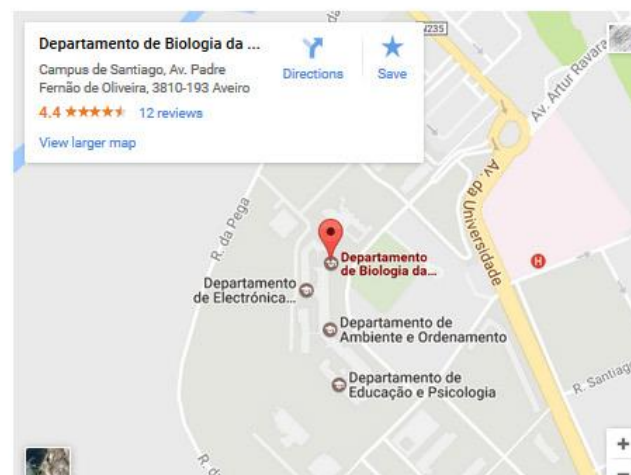 Departamento de Biologia da ...
Campus de Santiago, Av. Padre
Fernão de Oliveira, 3810-193 Aveiro
4.4 ★★★★★ 12 reviews
View larger map
Directions
Save
N235
Av. Artur Ravara
Av. da Universidade
R. da Pega
H
Departamento
de Biologia da...
Departamento
de Electrónica...
Departamento de
Ambiente e Ordenamento
Departamento de
Educação e Psicologia
R. Santiago
R. da
+